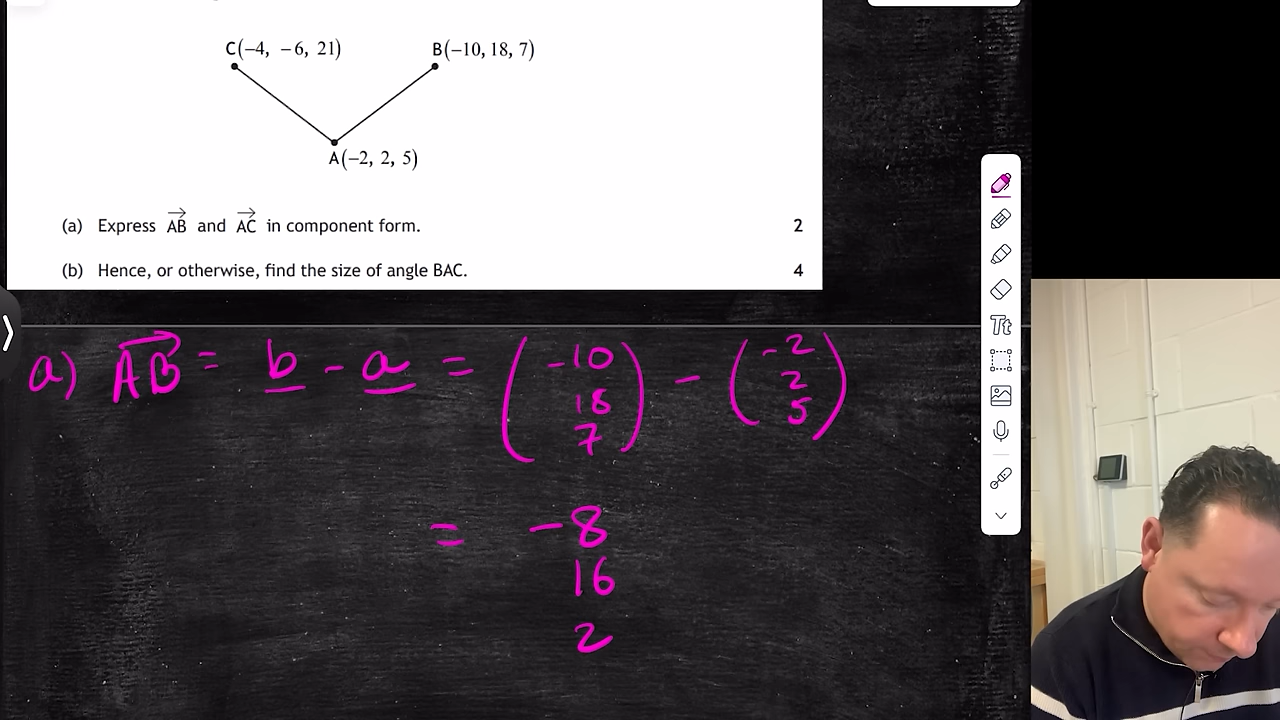 C(−4, −6, 21) B(−10, 18, 7)
A(−2, 2, 5)
(a) Express AB and AC in component form. 2
(b) Hence, or otherwise, find the size of angle BAC. 4
a) AB = b - a = (-10 18 7) - (-2 2 5)
= -8
16
2
Tt